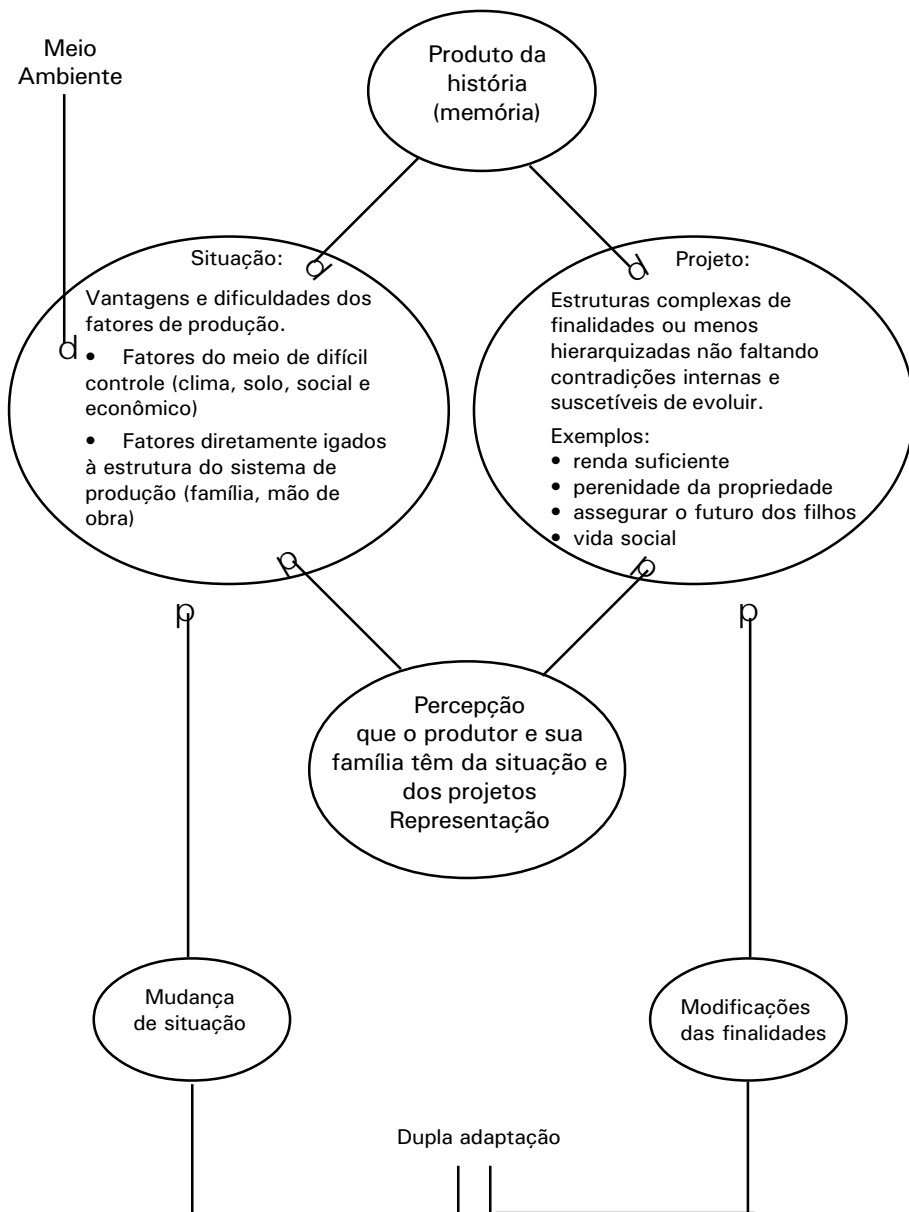 Meio
Ambiente
Produto da
história
(memória)
Situação:
Vantagens e dificuldades dos
fatores de produção.
• Fatores do meio de difícil
controle (clima, solo, social e
econômico)
• Fatores diretamente igados
à estrutura do sistema de
produção (família, mão de
obra)
Projeto:
Estruturas complexas de
finalidades ou menos
hierarquizadas não faltando
contradições internas e
suscetíveis de evoluir.
Exemplos:
• renda suficiente
• perenidade da propriedade
• assegurar o futuro dos filhos
• vida social
Percepção
que o produtor e sua
família têm da situação e
dos projetos
Representação
Mudança
de situação
Modificações
das finalidades
Dupla adaptação